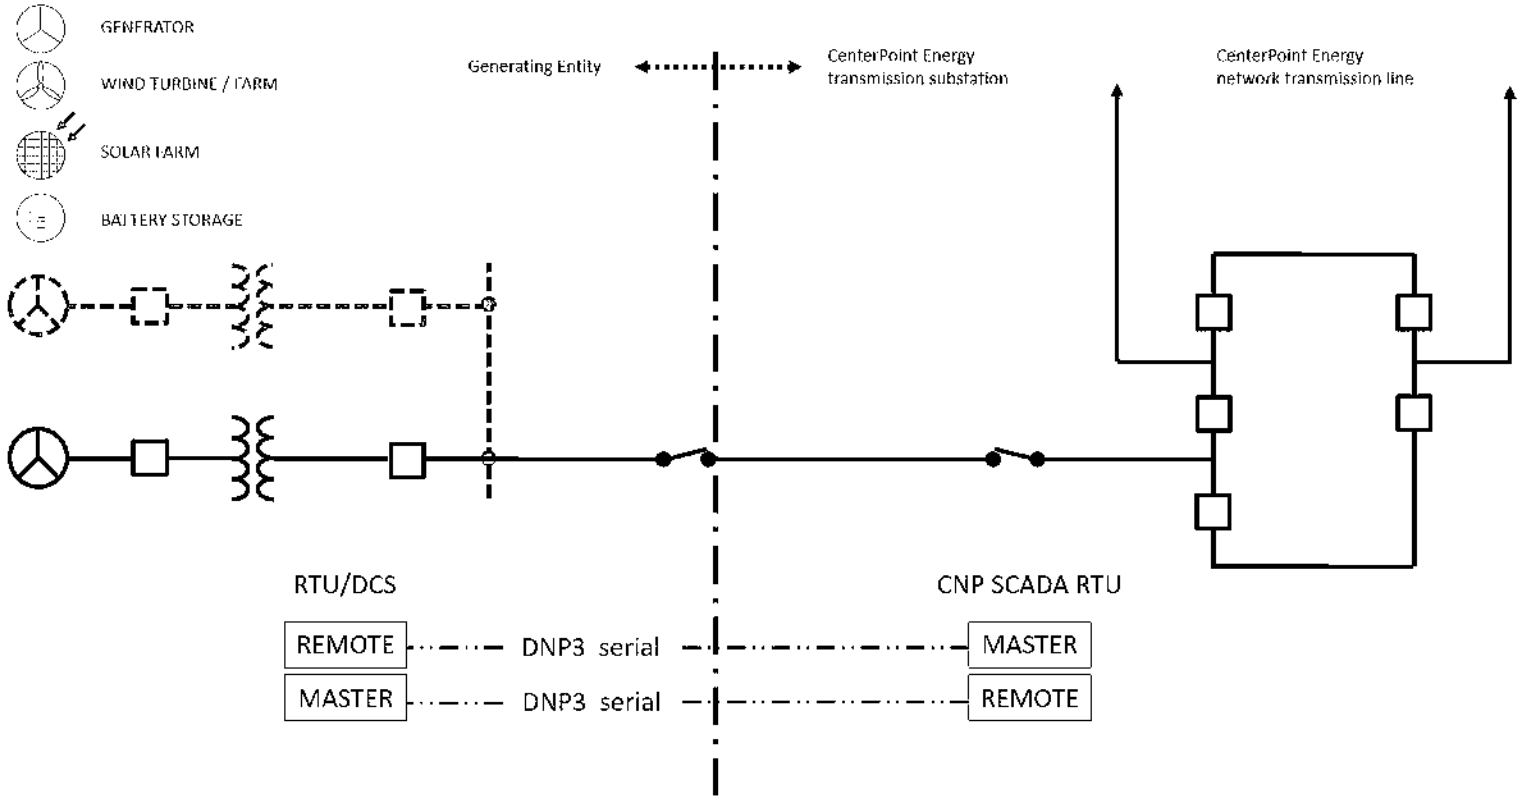 GENERATOR
WIND TURBINE / FARM
SOLAR FARM
BATTERY STORAGE
Generating Entity
CenterPoint Energy
transmission substation
CenterPoint Energy
network transmission line
RTU/DCS
CNP SCADA RTU
REMOTE
DNP3 serial
MASTER
MASTER
DNP3 serial
REMOTE